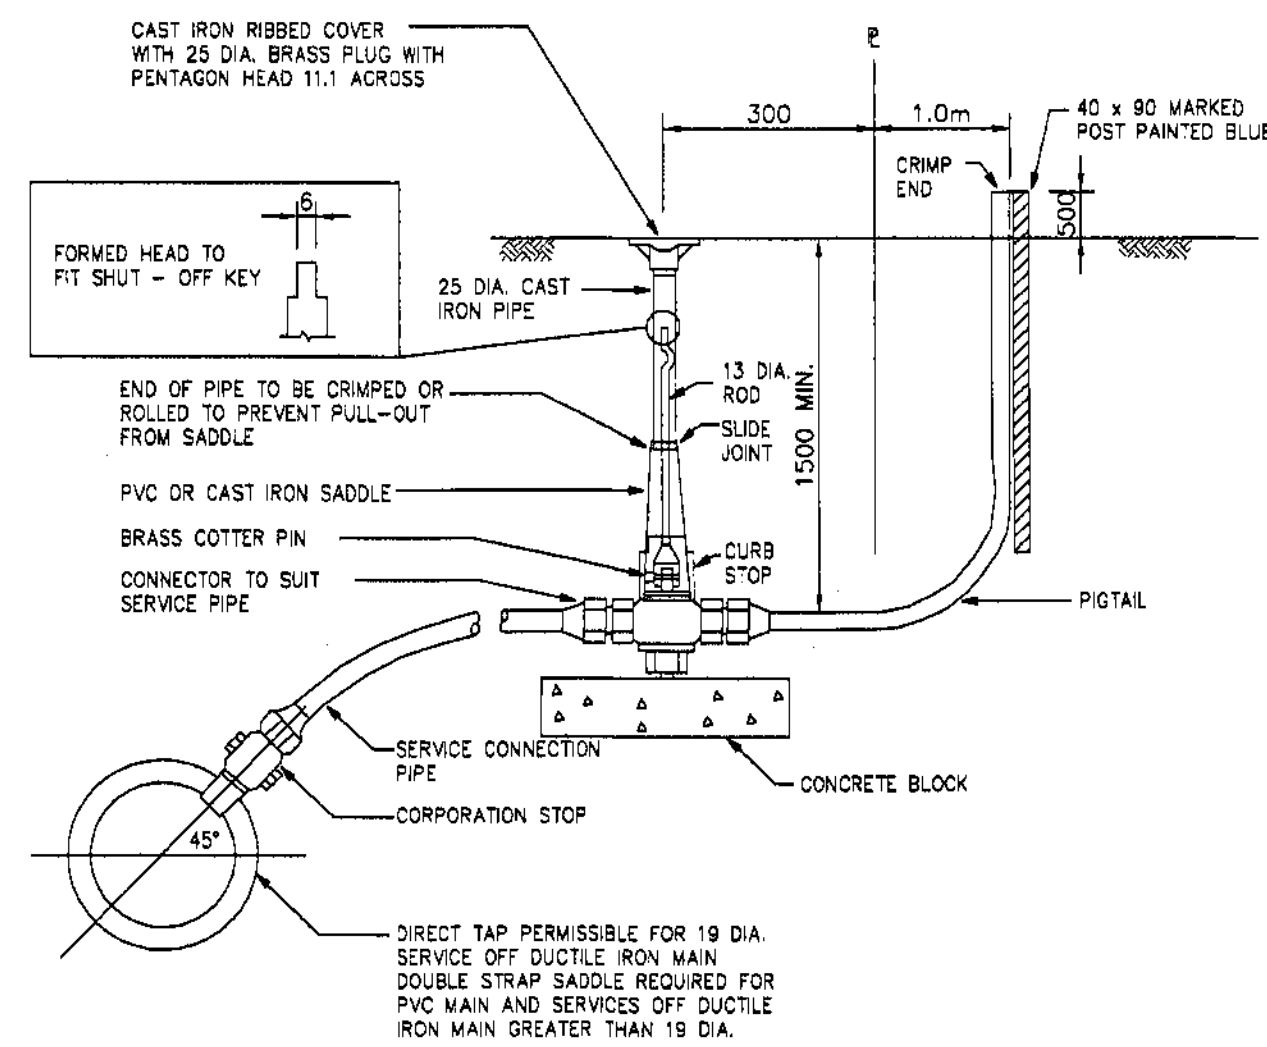 CAST IRON RIBBED COVER
WITH 25 DIA. BRASS PLUG WITH
PENTAGON HEAD 11.1 ACROSS
PL
300
1.0m
40 x 90 MARKED
POST PAINTED BLUE
CRIMP
END
500
6
FORMED HEAD TO
FIT SHUT - OFF KEY
25 DIA. CAST
IRON PIPE
13 DIA.
ROD
1500 MIN.
END OF PIPE TO BE CRIMPED OR
ROLLED TO PREVENT PULL-OUT
FROM SADDLE
SLIDE
JOINT
PVC OR CAST IRON SADDLE
BRASS COTTER PIN
CURB
STOP
CONNECTOR TO SUIT
SERVICE PIPE
PIGTAIL
SERVICE CONNECTION
PIPE
CONCRETE BLOCK
CORPORATION STOP
45°
DIRECT TAP PERMISSIBLE FOR 19 DIA.
SERVICE OFF DUCTILE IRON MAIN
DOUBLE STRAP SADDLE REQUIRED FOR
PVC MAIN AND SERVICES OFF DUCTILE
IRON MAIN GREATER THAN 19 DIA.